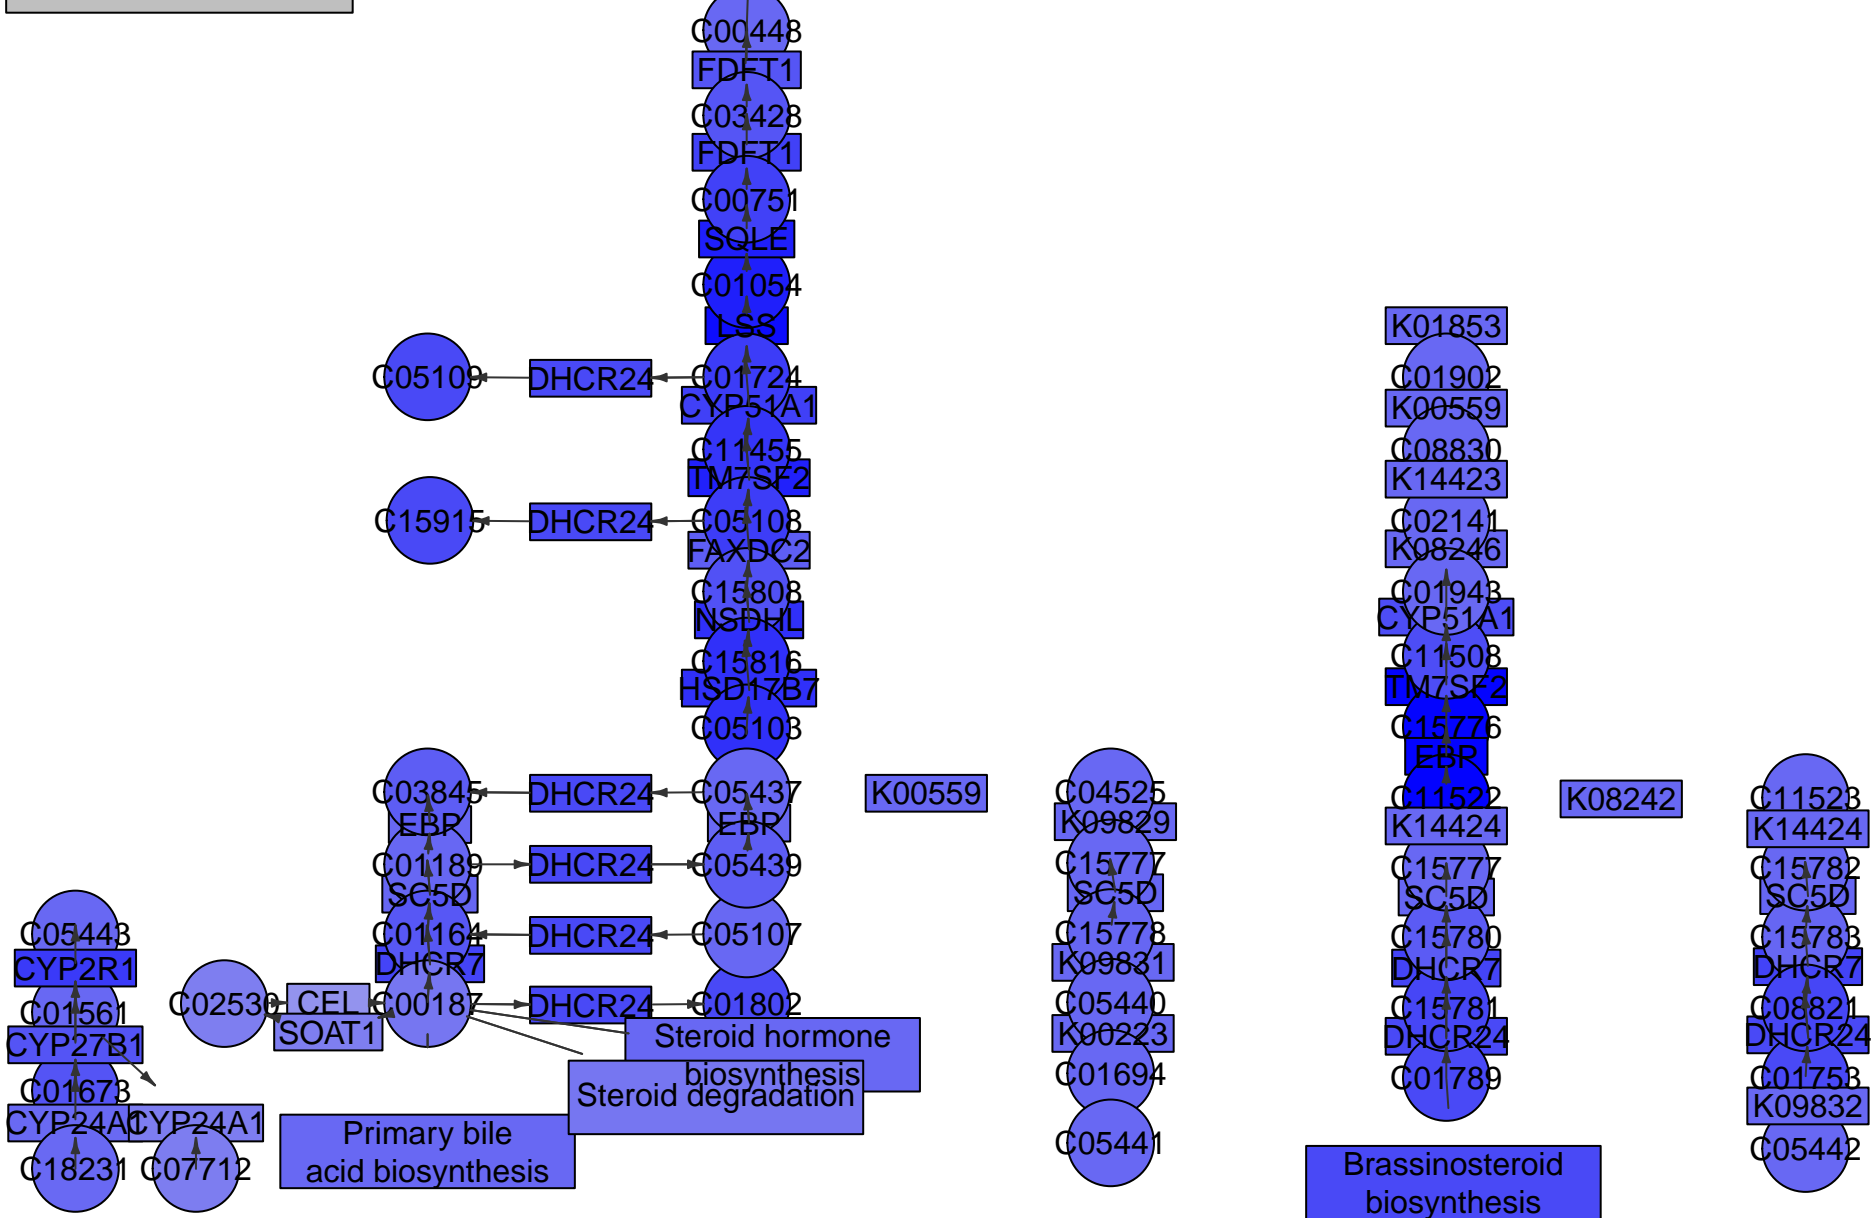 C00448
FDFT1
C03428
FDFT1
C00751
SQLE
C01054
LSS
C05109
DHCR24
C01724
CYP51A1
C11455
TM7SF2
C15915
DHCR24
C05108
FAXDC2
C15808
NSDHL
C15816
HSD17B7
C05103
C03845
DHCR24
C05437
K00559
EBP
EBP
C01189
DHCR24
C05439
SC5D
C01164
DHCR24
C05107
DHCR7
C02530
CEL
C00187
DHCR24
C01802
SOAT1
C05443
CYP2R1
C01561
CYP27B1
C01673
CYP24A1
CYP24A1
C18231
C07712
Steroid hormone
biosynthesis
Steroid degradation
Primary bile
acid biosynthesis
C04525
K09829
C15777
SC5D
C15778
K09831
C05440
K00223
C01694
C05441
K01853
C01902
K00559
C08830
K14423
C02141
K08246
C01943
CYP51A1
C11508
TM7SF2
C15776
EBP
C11522
K14424
C15777
SC5D
C15780
DHCR7
C15781
DHCR24
C01789
Brassinosteroid
biosynthesis
K08242
C11523
K14424
C15782
SC5D
C15783
DHCR7
C08821
DHCR24
C01753
K09832
C05442